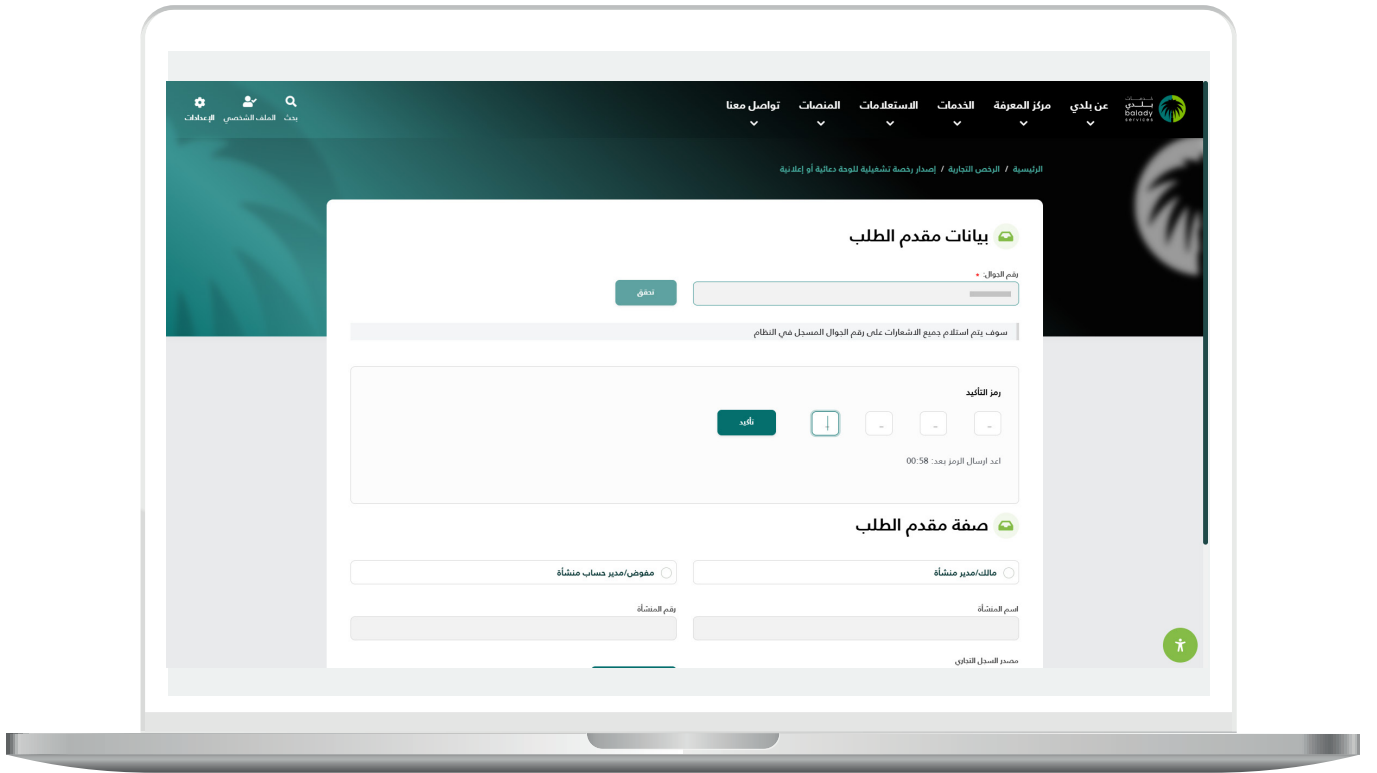 خدمات
بلدي
balady
services
عن بلدي
مركز المعرفة
الخدمات
الاستعلامات
المنصات
تواصل معنا
بحث
الملف الشخصي
الإعدادات
الرئيسية / الرخص التجارية / إصدار رخصة تشغيلية للوحة دعائية أو إعلانية
بيانات مقدم الطلب
رقم الجوال: •
تحقق
سوف يتم استلام جميع الاشعارات على رقم الجوال المسجل في النظام
رمز التأكيد
تأكيد
اعد ارسال الرمز بعد: 00:58
صفة مقدم الطلب
مالك/مدير منشأة
مفوض/مدير حساب منشأة
اسم المنشأة
رقم المنشأة
مصدر السجل التجاري